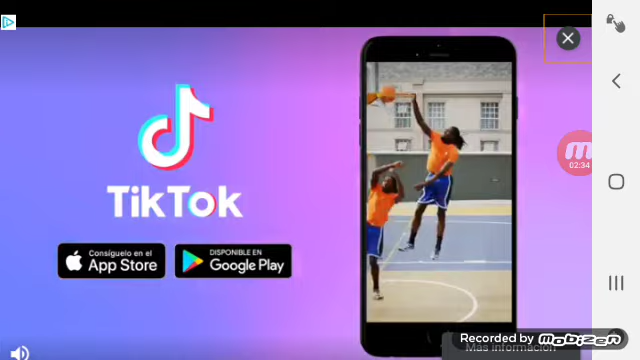 TikTok
Consíguelo en el
App Store
DISPONIBLE EN
Google Play
02:34
Recorded by MOBIZEN
Más información